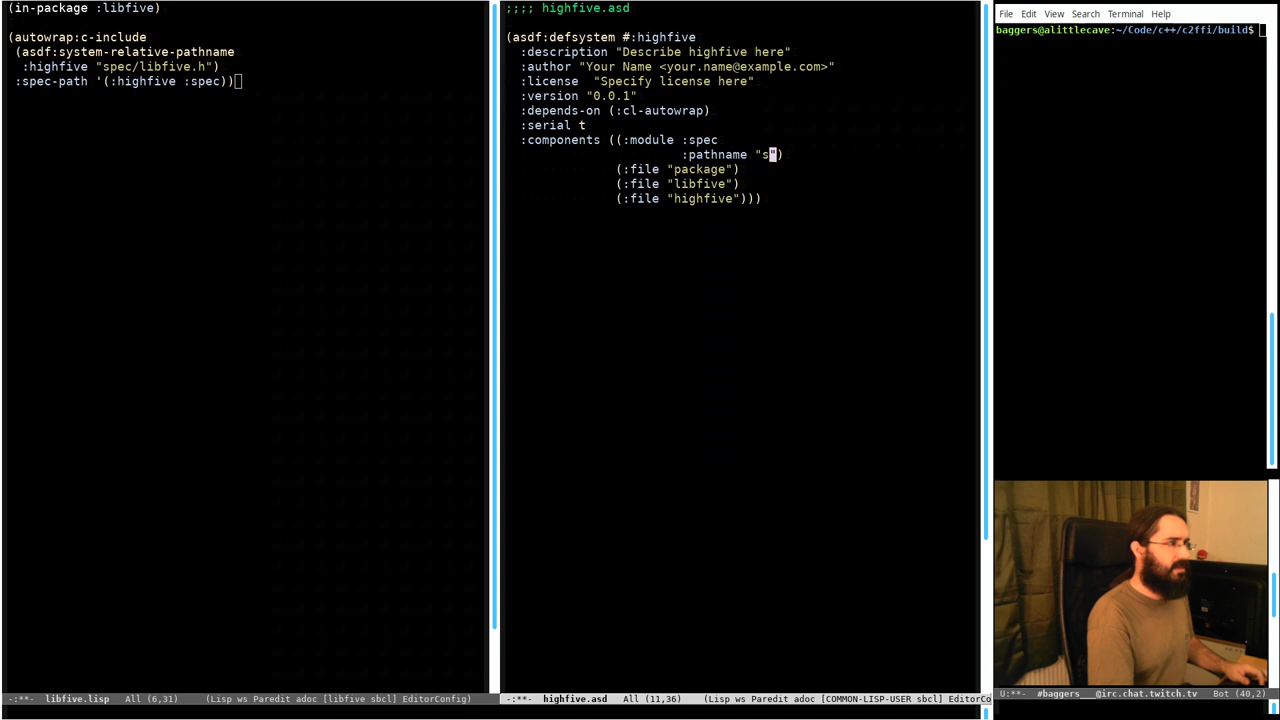 (in-package :libfive)
(autowrap:c-include
(asdf:system-relative-pathname
:highfive "spec/libfive.h")
:spec-path '(:highfive :spec))
-:**- libfive.lisp All (6,31) (Lisp ws Paredit adoc [libfive sbcl] EditorConfig)
;;;; highfive.asd
(asdf:defsystem #:highfive
:description "Describe highfive here"
:author "Your Name <your.name@example.com>"
:license "Specify license here"
:version "0.0.1"
:depends-on (:cl-autowrap)
:serial t
:components ((:module :spec
:pathname "s")
(:file "package")
(:file "libfive")
(:file "highfive")))
-:**- highfive.asd All (11,36) (Lisp ws Paredit adoc [COMMON-LISP-USER sbcl] EditorCo
File Edit View Search Terminal Help
baggers@alittlecave:~/Code/c++/c2ffi/build$
U:**- #baggers___@irc.chat.twitch.tv Bot (40,2)